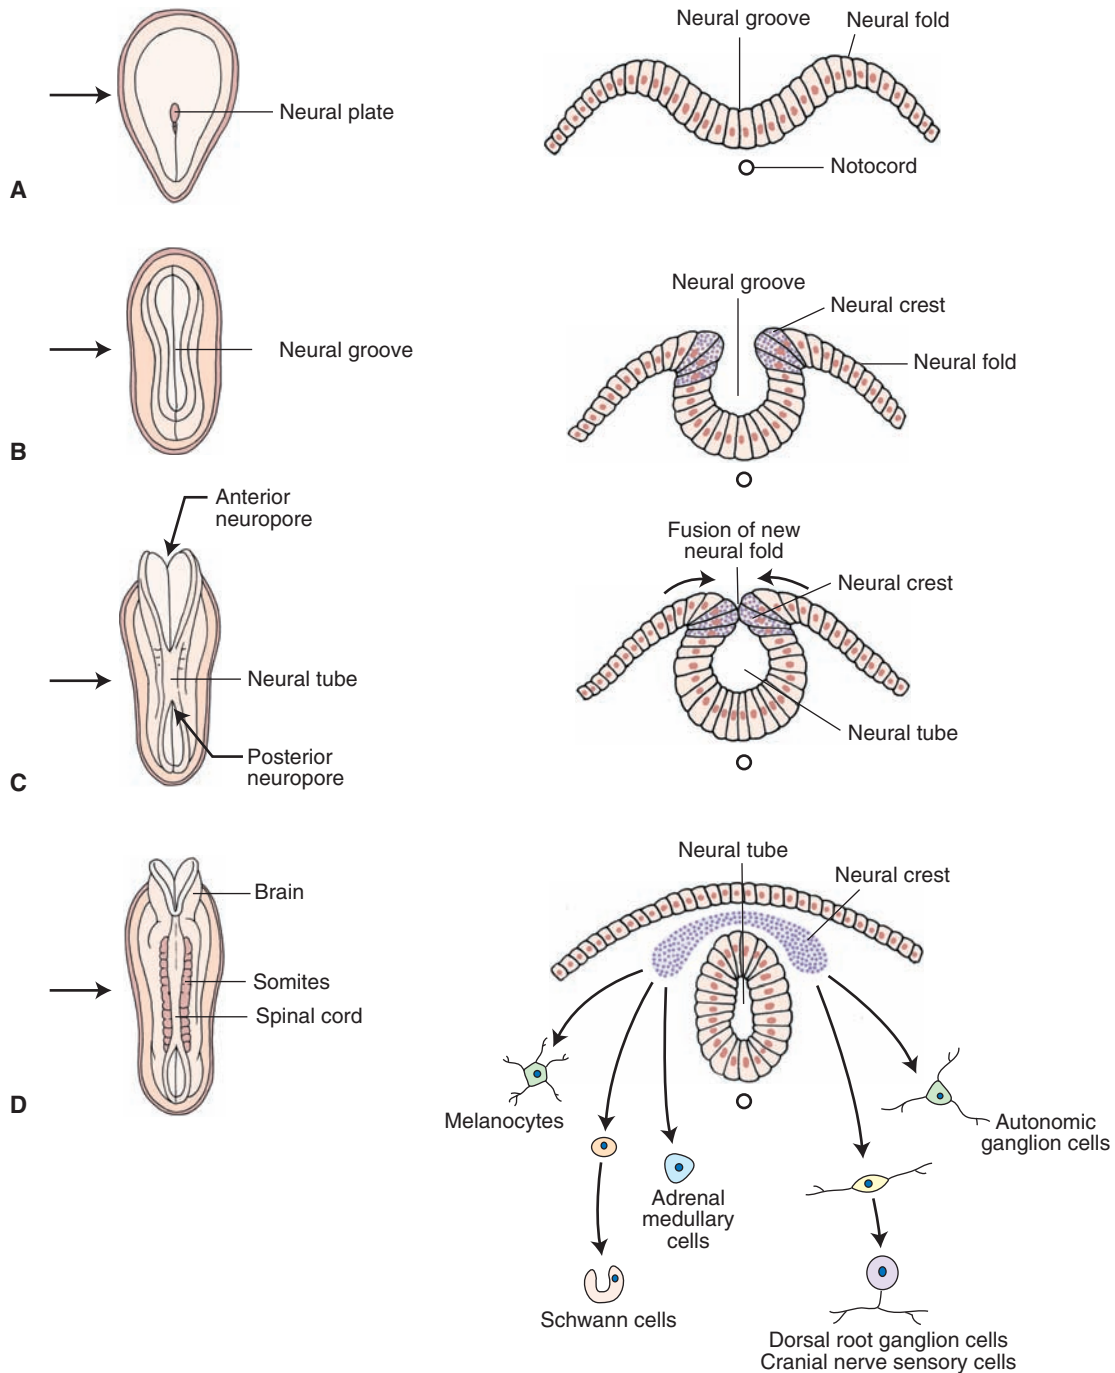 Neural groove
Neural fold
Neural plate
Notocord
A
Neural groove
Neural crest
Neural groove
Neural fold
B
Anterior
neuropore
Fusion of new
neural fold
Neural crest
Neural tube
Neural tube
Posterior
neuropore
C
Neural tube
Neural crest
Brain
Somites
Spinal cord
D
Melanocytes
Autonomic
ganglion cells
Adrenal
medullary
cells
Schwann cells
Dorsal root ganglion cells
Cranial nerve sensory cells